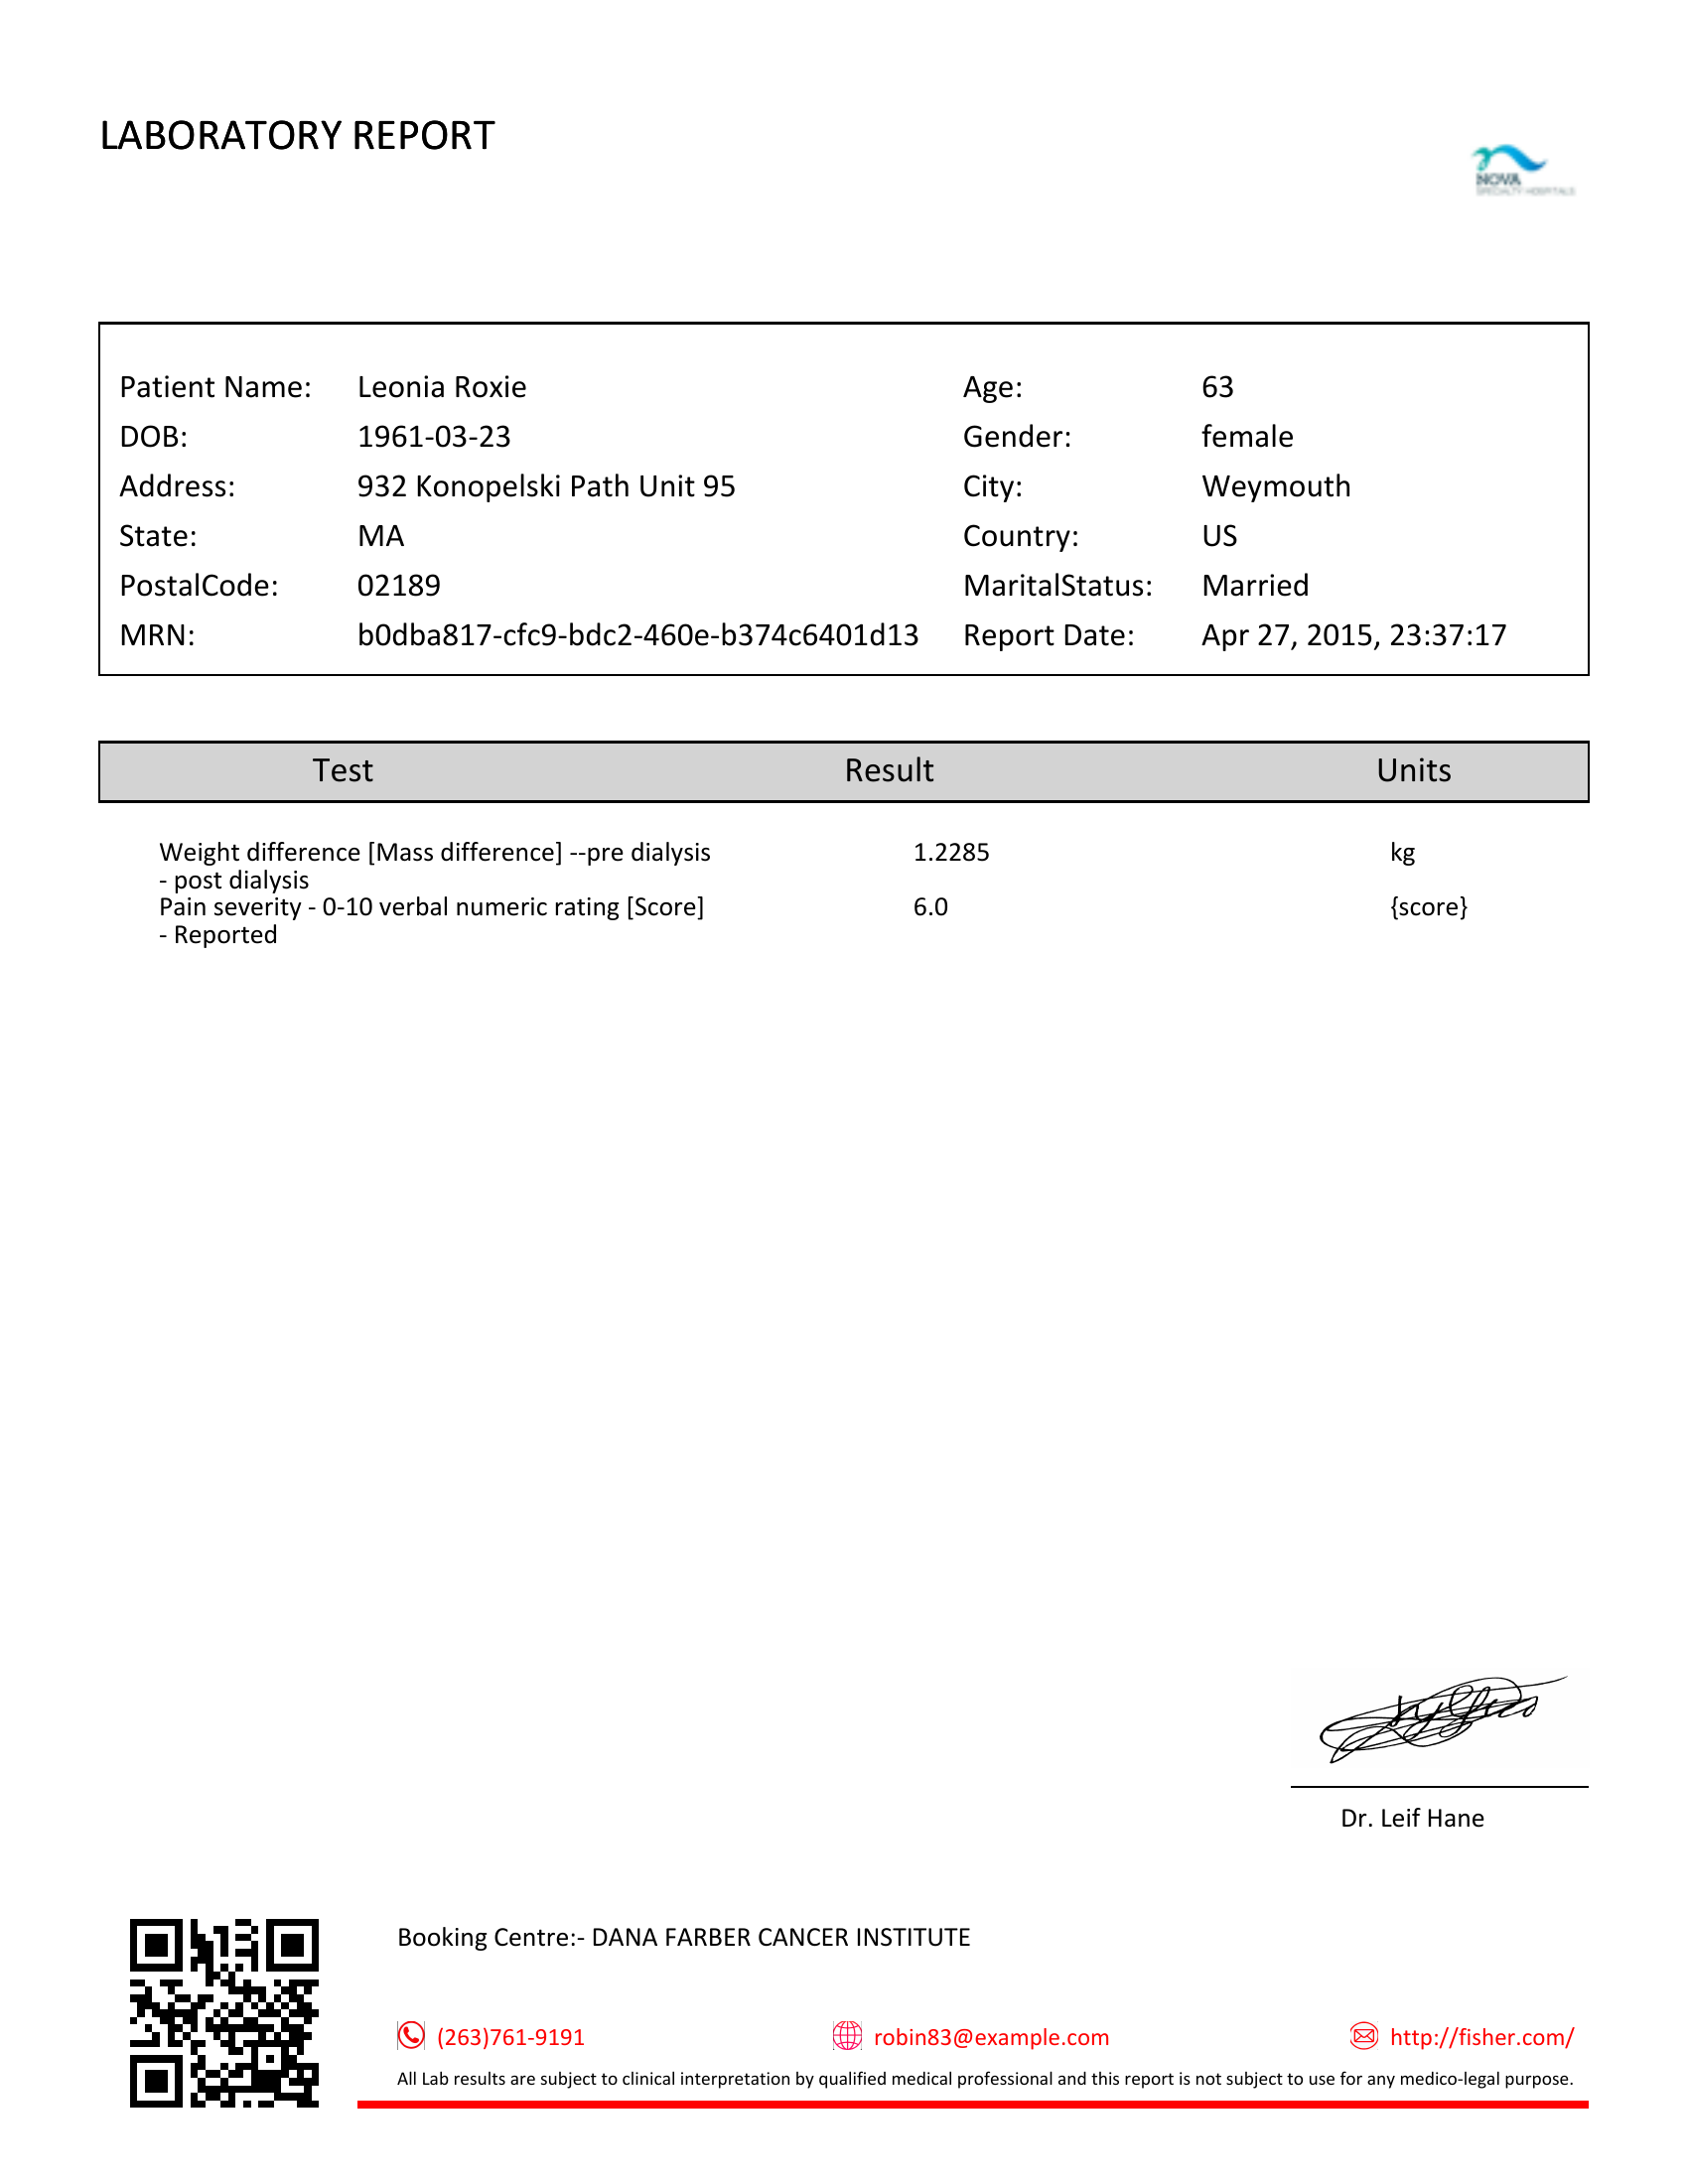 LABORATORY REPORT
NOVA
SPECIALTY HOSPITALS
Patient Name: Leonia Roxie Age: 63
DOB: 1961-03-23 Gender: female
Address: 932 Konopelski Path Unit 95 City: Weymouth
State: MA Country: US
PostalCode: 02189 MaritalStatus: Married
MRN: b0dba817-cfc9-bdc2-460e-b374c6401d13 Report Date: Apr 27, 2015, 23:37:17
Test Result Units
Weight difference [Mass difference] --pre dialysis 1.2285 kg
- post dialysis
Pain severity - 0-10 verbal numeric rating [Score] 6.0 {score}
- Reported
Dr. Leif Hane
Booking Centre:- DANA FARBER CANCER INSTITUTE
(263)761-9191 robin83@example.com http://fisher.com/
All Lab results are subject to clinical interpretation by qualified medical professional and this report is not subject to use for any medico-legal purpose.